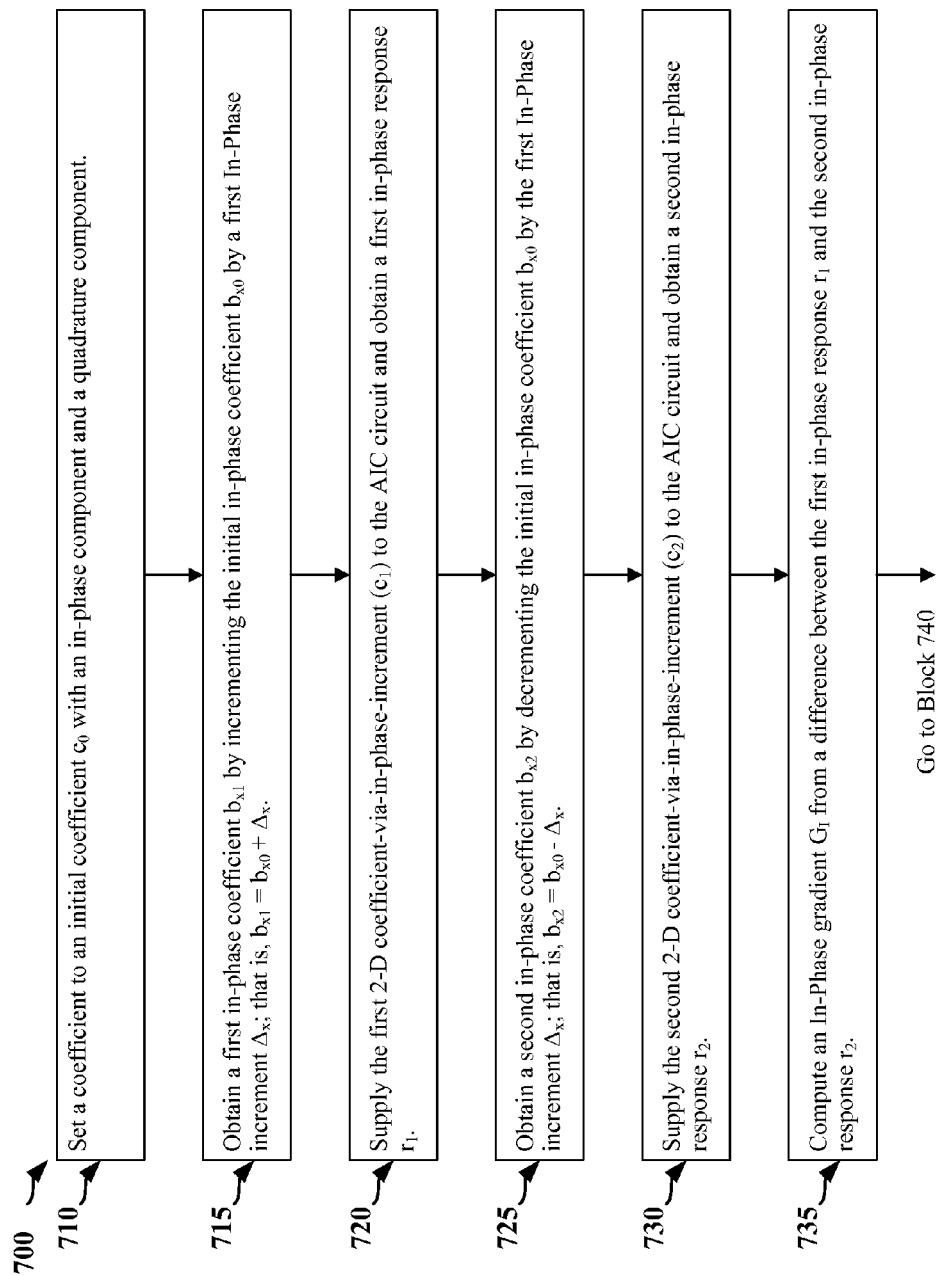 700
710
Set a coefficient to an initial coefficient c₀ with an in-phase component and a quadrature component.
715
Obtain a first in-phase coefficient bₓ₁ by incrementing the initial in-phase coefficient bₓ₀ by a first In-Phase
increment Δₓ; that is, bₓ₁ = bₓ₀ + Δₓ.
720
Supply the first 2-D coefficient-via-in-phase-increment (c₁) to the AIC circuit and obtain a first in-phase response
r₁.
725
Obtain a second in-phase coefficient bₓ₂ by decrementing the initial in-phase coefficient bₓ₀ by the first In-Phase
increment Δₓ; that is, bₓ₂ = bₓ₀ - Δₓ.
730
Supply the second 2-D coefficient-via-in-phase-increment (c₂) to the AIC circuit and obtain a second in-phase
response r₂.
735
Compute an In-Phase gradient G_I from a difference between the first in-phase response r₁ and the second in-phase
response r₂.
Go to Block 740